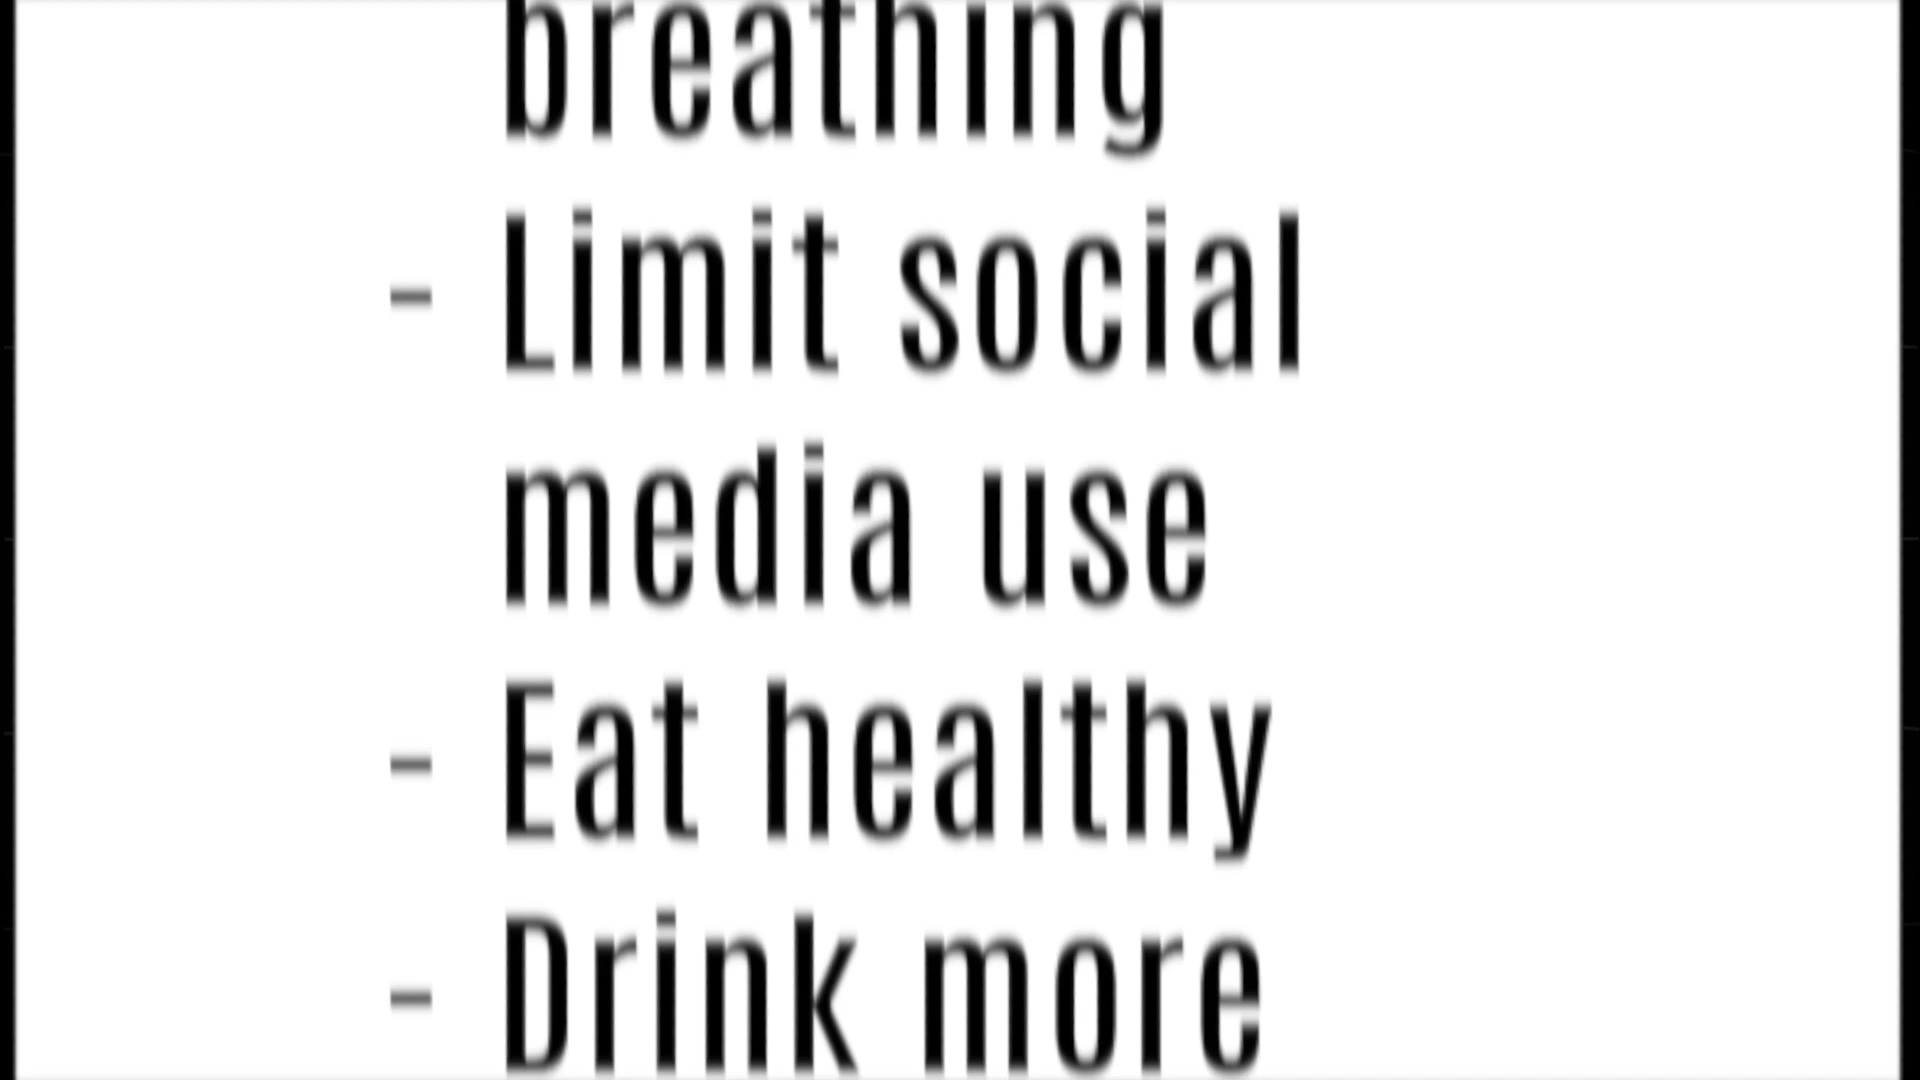 breathing
- Limit social
media use
- Eat healthy
- Drink more